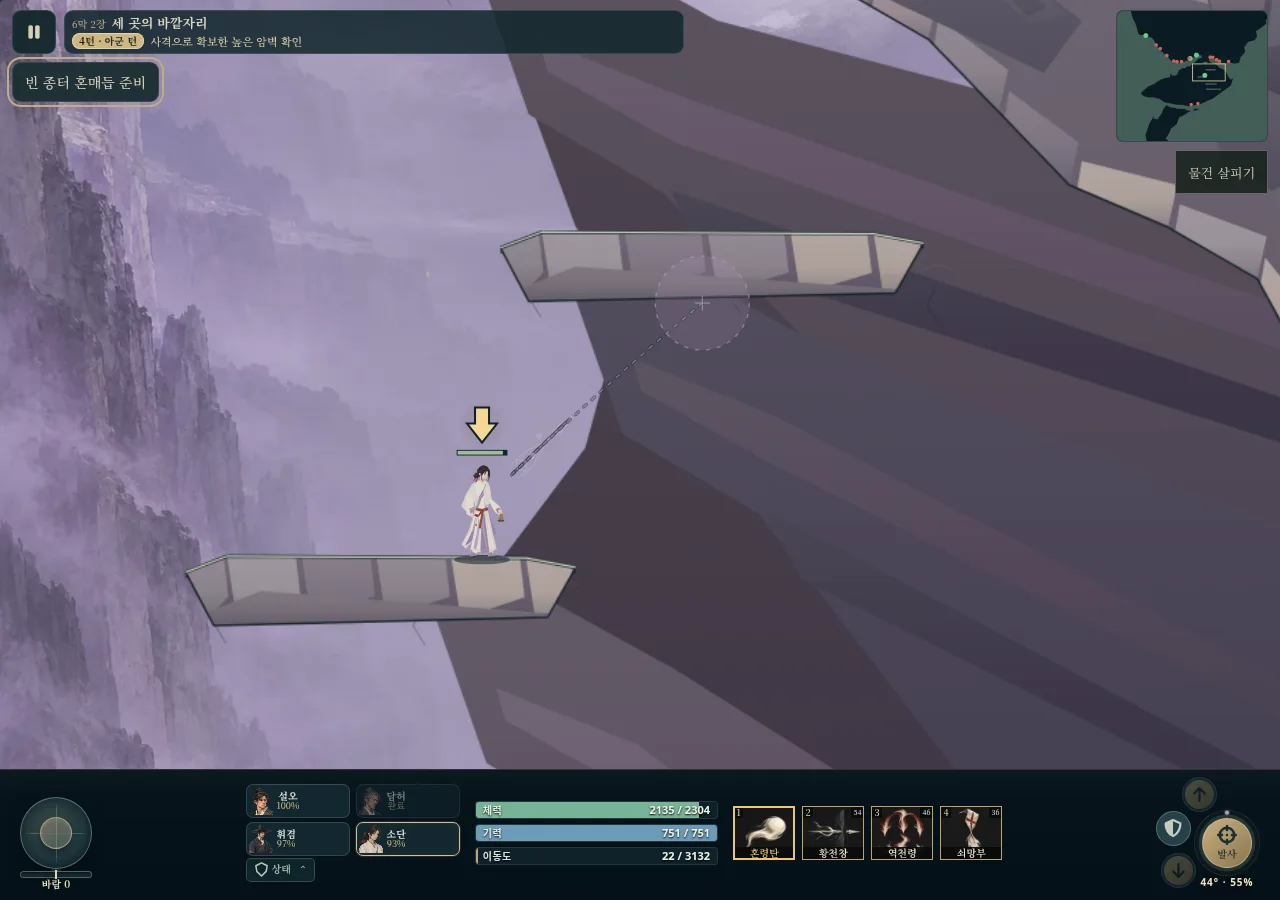 6막 2장 세 곳의 바깥자리
4턴 · 아군 턴 사격으로 확보한 높은 암벽 확인
빈 종터 혼매듭 준비
물건 살피기
바람 0
설오
100%
달허
완료
휘겸
97%
소단
93%
상태
체력 2135 / 2304
기력 751 / 751
이동도 22 / 3132
1
혼령탄
2 54
황천창
3 46
역천령
4 36
쇠망부
발사
44° · 55%